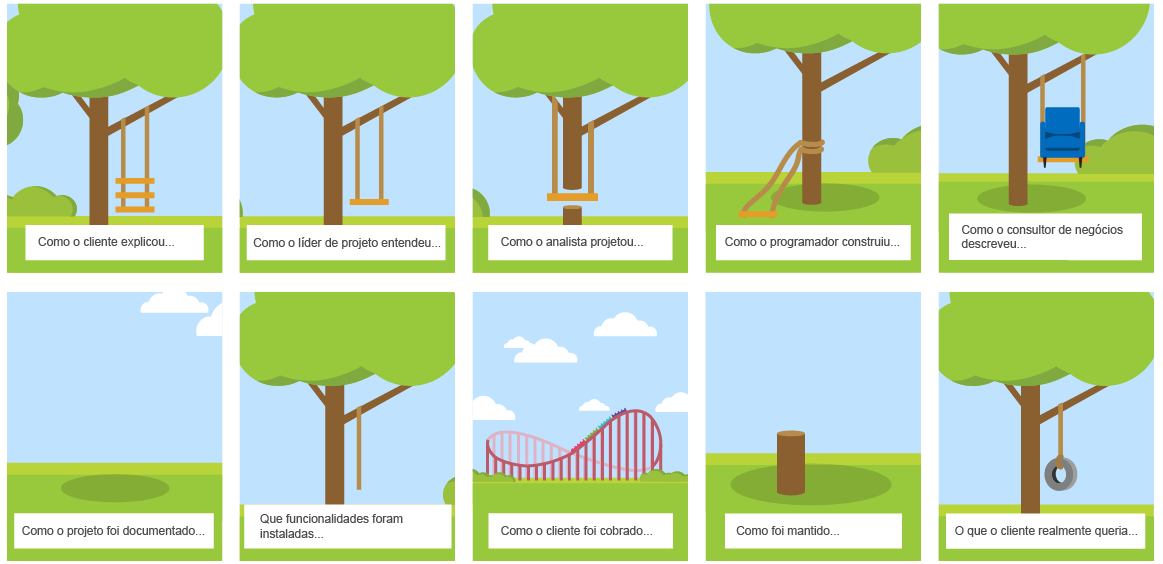 Como o cliente explicou...
Como o líder de projeto entendeu...
Como o analista projetou...
Como o programador construiu...
Como o consultor de negócios
descreveu...
Como o projeto foi documentado...
Que funcionalidades foram
instaladas...
Como o cliente foi cobrado...
Como foi mantido...
O que o cliente realmente queria...